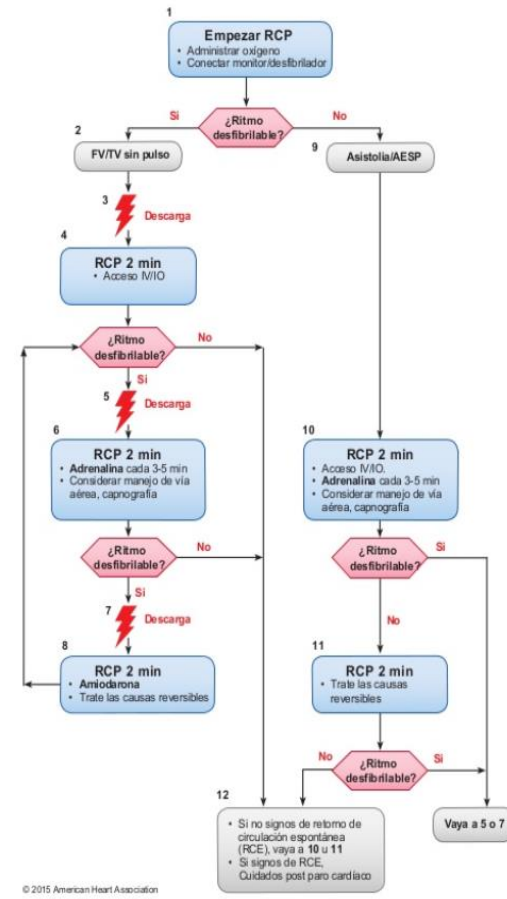 1
Empezar RCP
• Administrar oxígeno
• Conectar monitor/desfibrilador
¿Ritmo
desfibrilable?
Si
No
2
FV/TV sin pulso
9
Asistolia/AESP
3
Descarga
4
RCP 2 min
• Acceso IV/IO
¿Ritmo
desfibrilable?
No
Si
5
Descarga
6
RCP 2 min
• Adrenalina cada 3-5 min
• Considerar manejo de vía
aérea, capnografía
10
RCP 2 min
• Acceso IV/IO.
• Adrenalina cada 3-5 min
• Considerar manejo de vía
aérea, capnografía
¿Ritmo
desfibrilable?
No
Si
¿Ritmo
desfibrilable?
Si
No
7
Descarga
8
RCP 2 min
• Amiodarona
• Trate las causas reversibles
11
RCP 2 min
• Trate las causas
reversibles
¿Ritmo
desfibrilable?
No
Si
12
• Si no signos de retorno de
circulación espontánea
(RCE), vaya a 10 u 11
• Si signos de RCE,
Cuidados post paro cardíaco
Vaya a 5 o 7
© 2015 American Heart Association